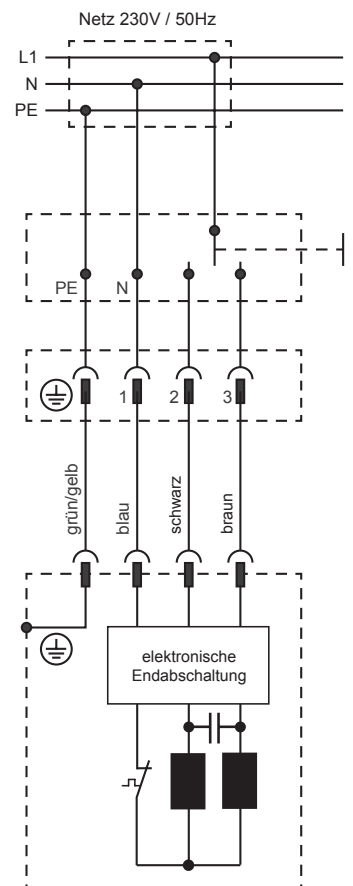 Netz 230V / 50Hz
L1
N
PE
PE N
1 2 3
grün/gelb
blau
schwarz
braun
elektronische
Endabschaltung